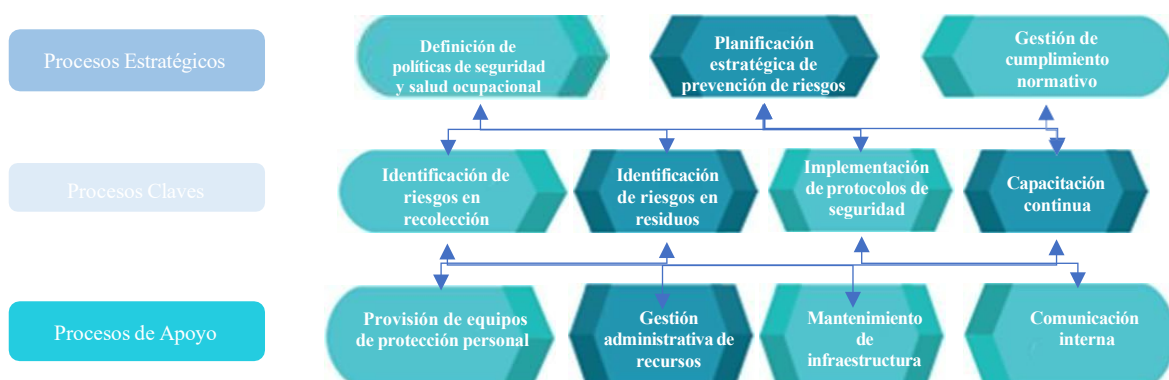 Procesos Estratégicos
Definición de
políticas de seguridad
y salud ocupacional
Planificación
estratégica de
prevención de riesgos
Gestión de
cumplimiento
normativo
Procesos Claves
Identificación de
riesgos en
recolección
Identificación
de riesgos en
residuos
Implementación
de protocolos de
seguridad
Capacitación
continua
Procesos de Apoyo
Provisión de equipos
de protección personal
Gestión
administrativa de
recursos
Mantenimiento
de
infraestructura
Comunicación
interna